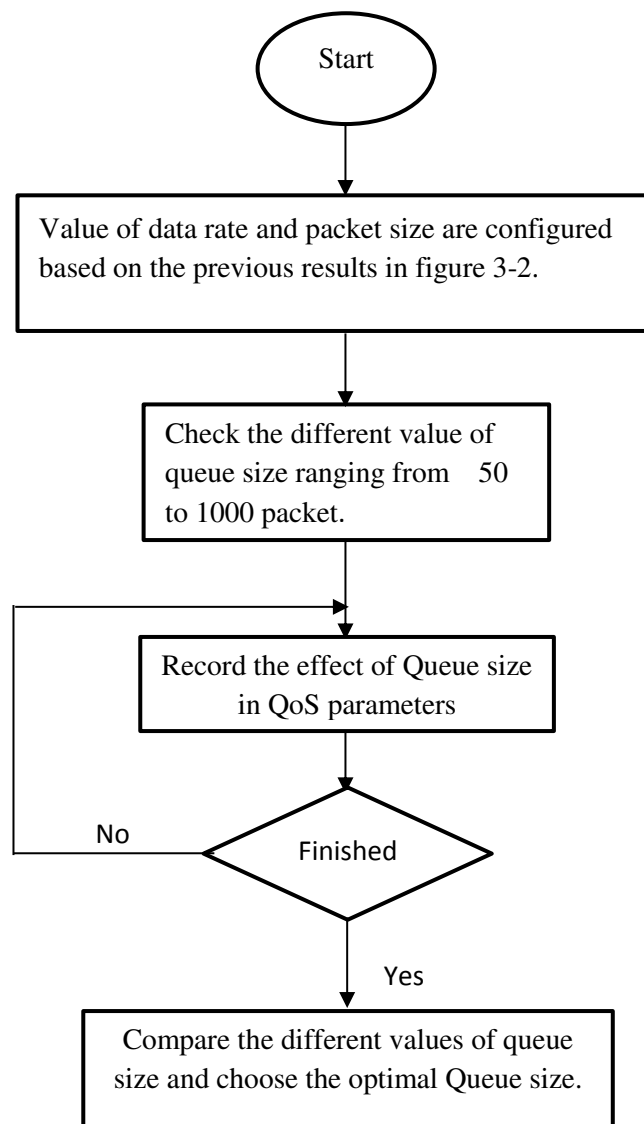 Start
Value of data rate and packet size are configured
based on the previous results in figure 3-2.
Check the different value of
queue size ranging from 50
to 1000 packet.
Record the effect of Queue size
in QoS parameters
No
Finished
Yes
Compare the different values of queue
size and choose the optimal Queue size.